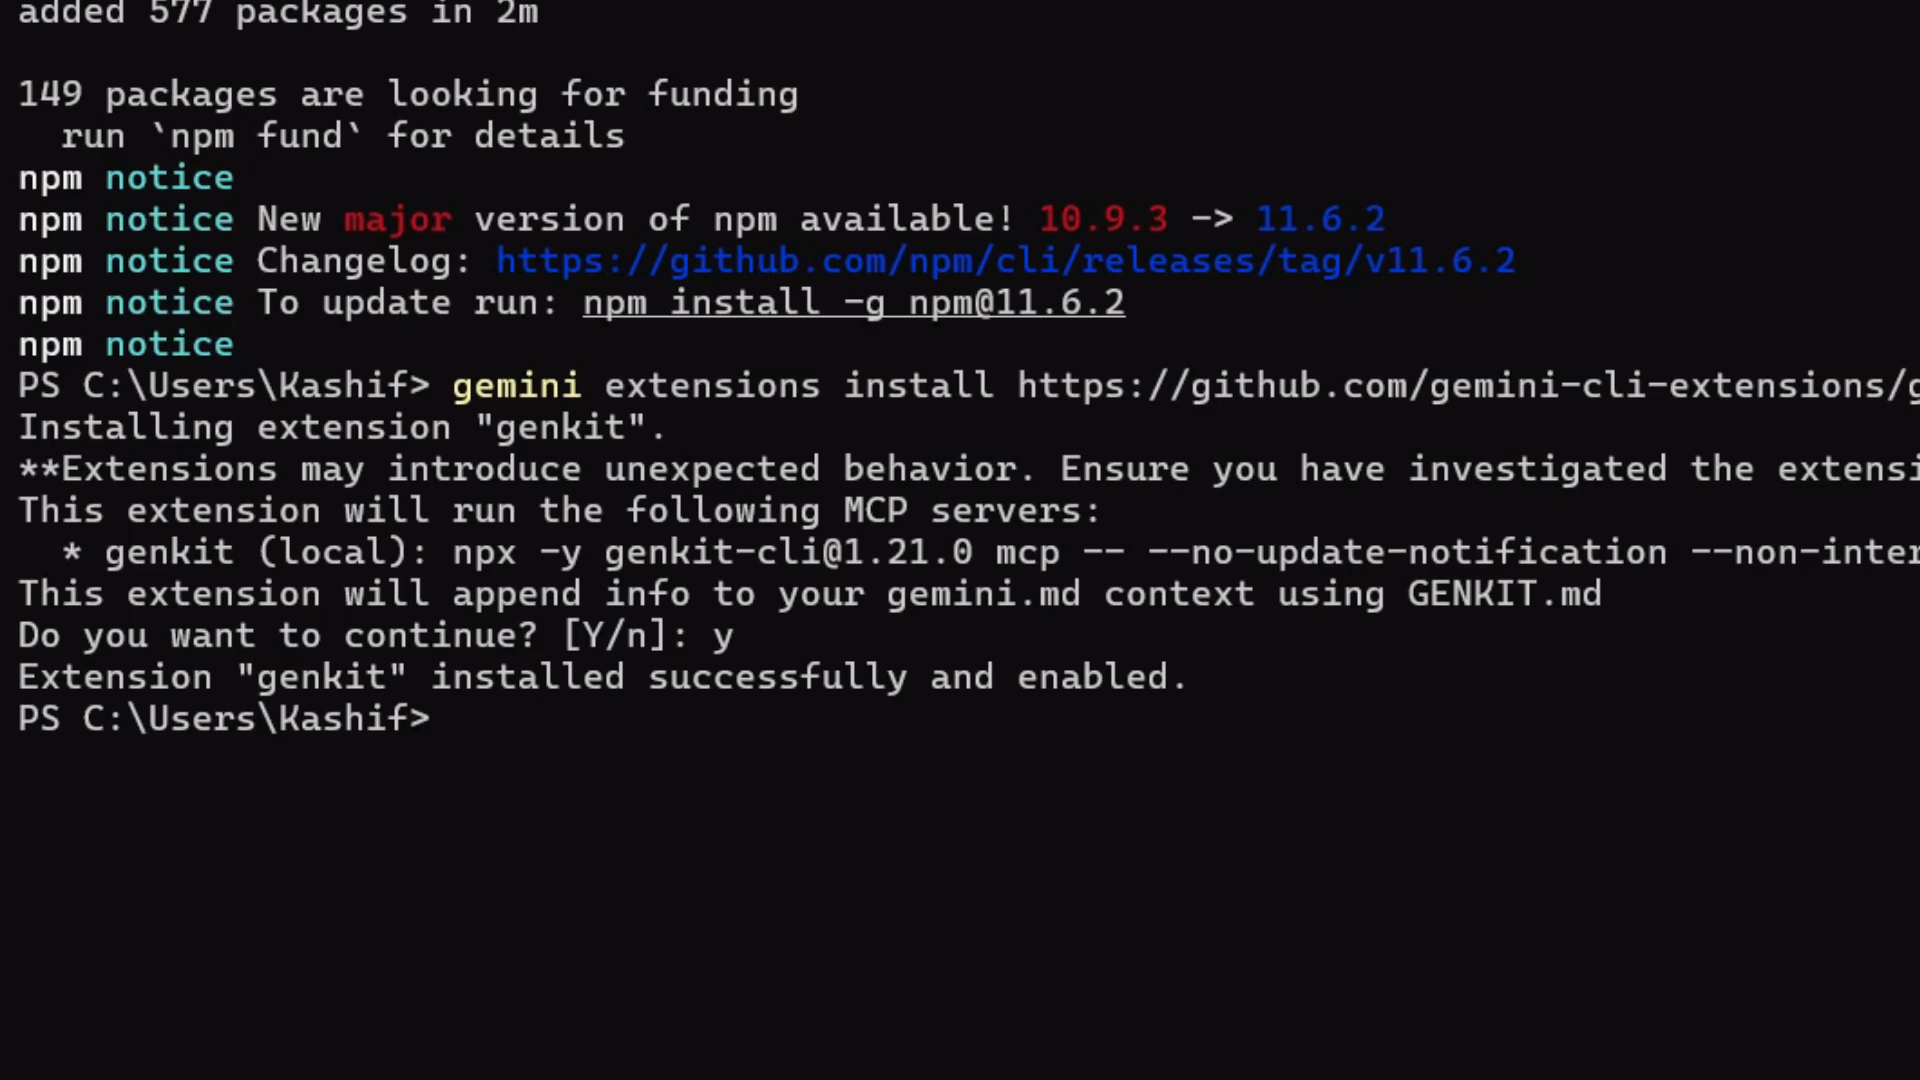 added 577 packages in 2m
149 packages are looking for funding
run `npm fund` for details
npm notice
npm notice New major version of npm available! 10.9.3 -> 11.6.2
npm notice Changelog: https://github.com/npm/cli/releases/tag/v11.6.2
npm notice To update run: npm install -g npm@11.6.2
npm notice
PS C:\Users\Kashif> gemini extensions install https://github.com/gemini-cli-extensions/g
Installing extension "genkit".
**Extensions may introduce unexpected behavior. Ensure you have investigated the extensi
This extension will run the following MCP servers:
* genkit (local): npx -y genkit-cli@1.21.0 mcp -- --no-update-notification --non-inter
This extension will append info to your gemini.md context using GENKIT.md
Do you want to continue? [Y/n]: y
Extension "genkit" installed successfully and enabled.
PS C:\Users\Kashif>